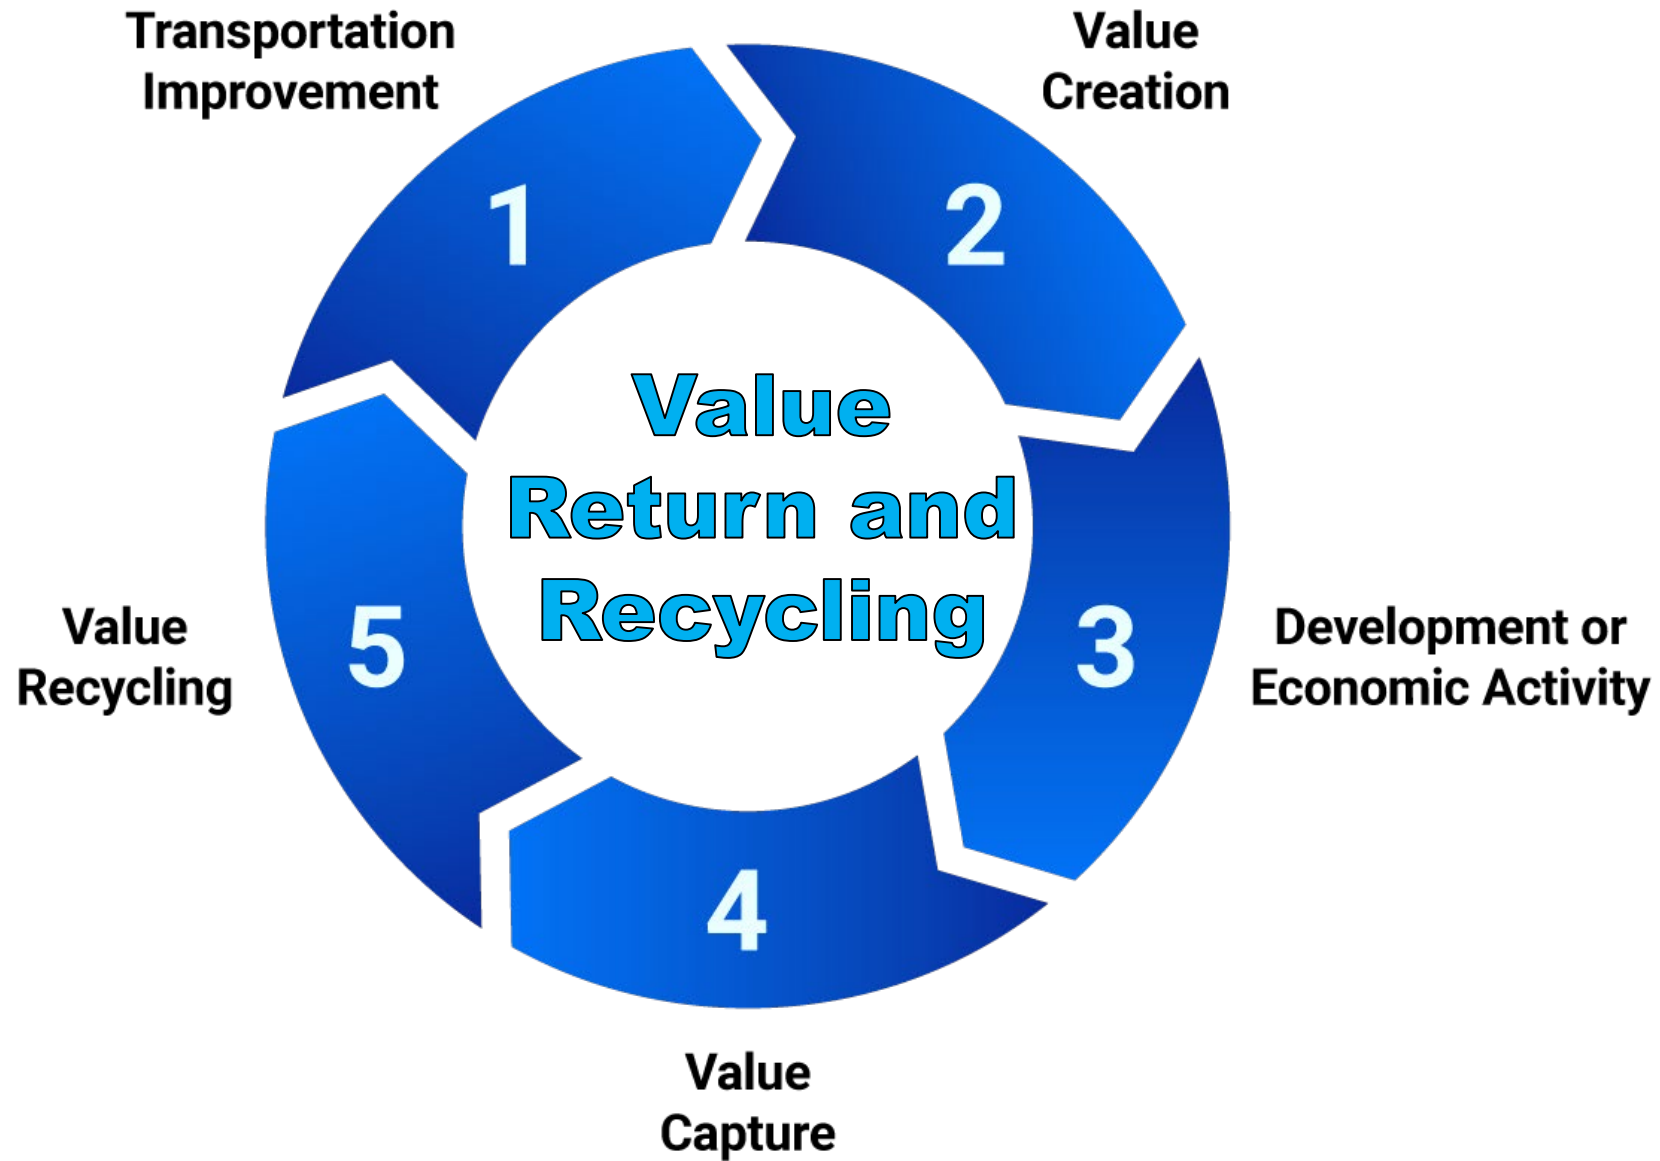 Transportation
Improvement
1
Value
Creation
2
Development or
Economic Activity
3
Value
Capture
4
Value
Recycling
5
Value
Return and
Recycling